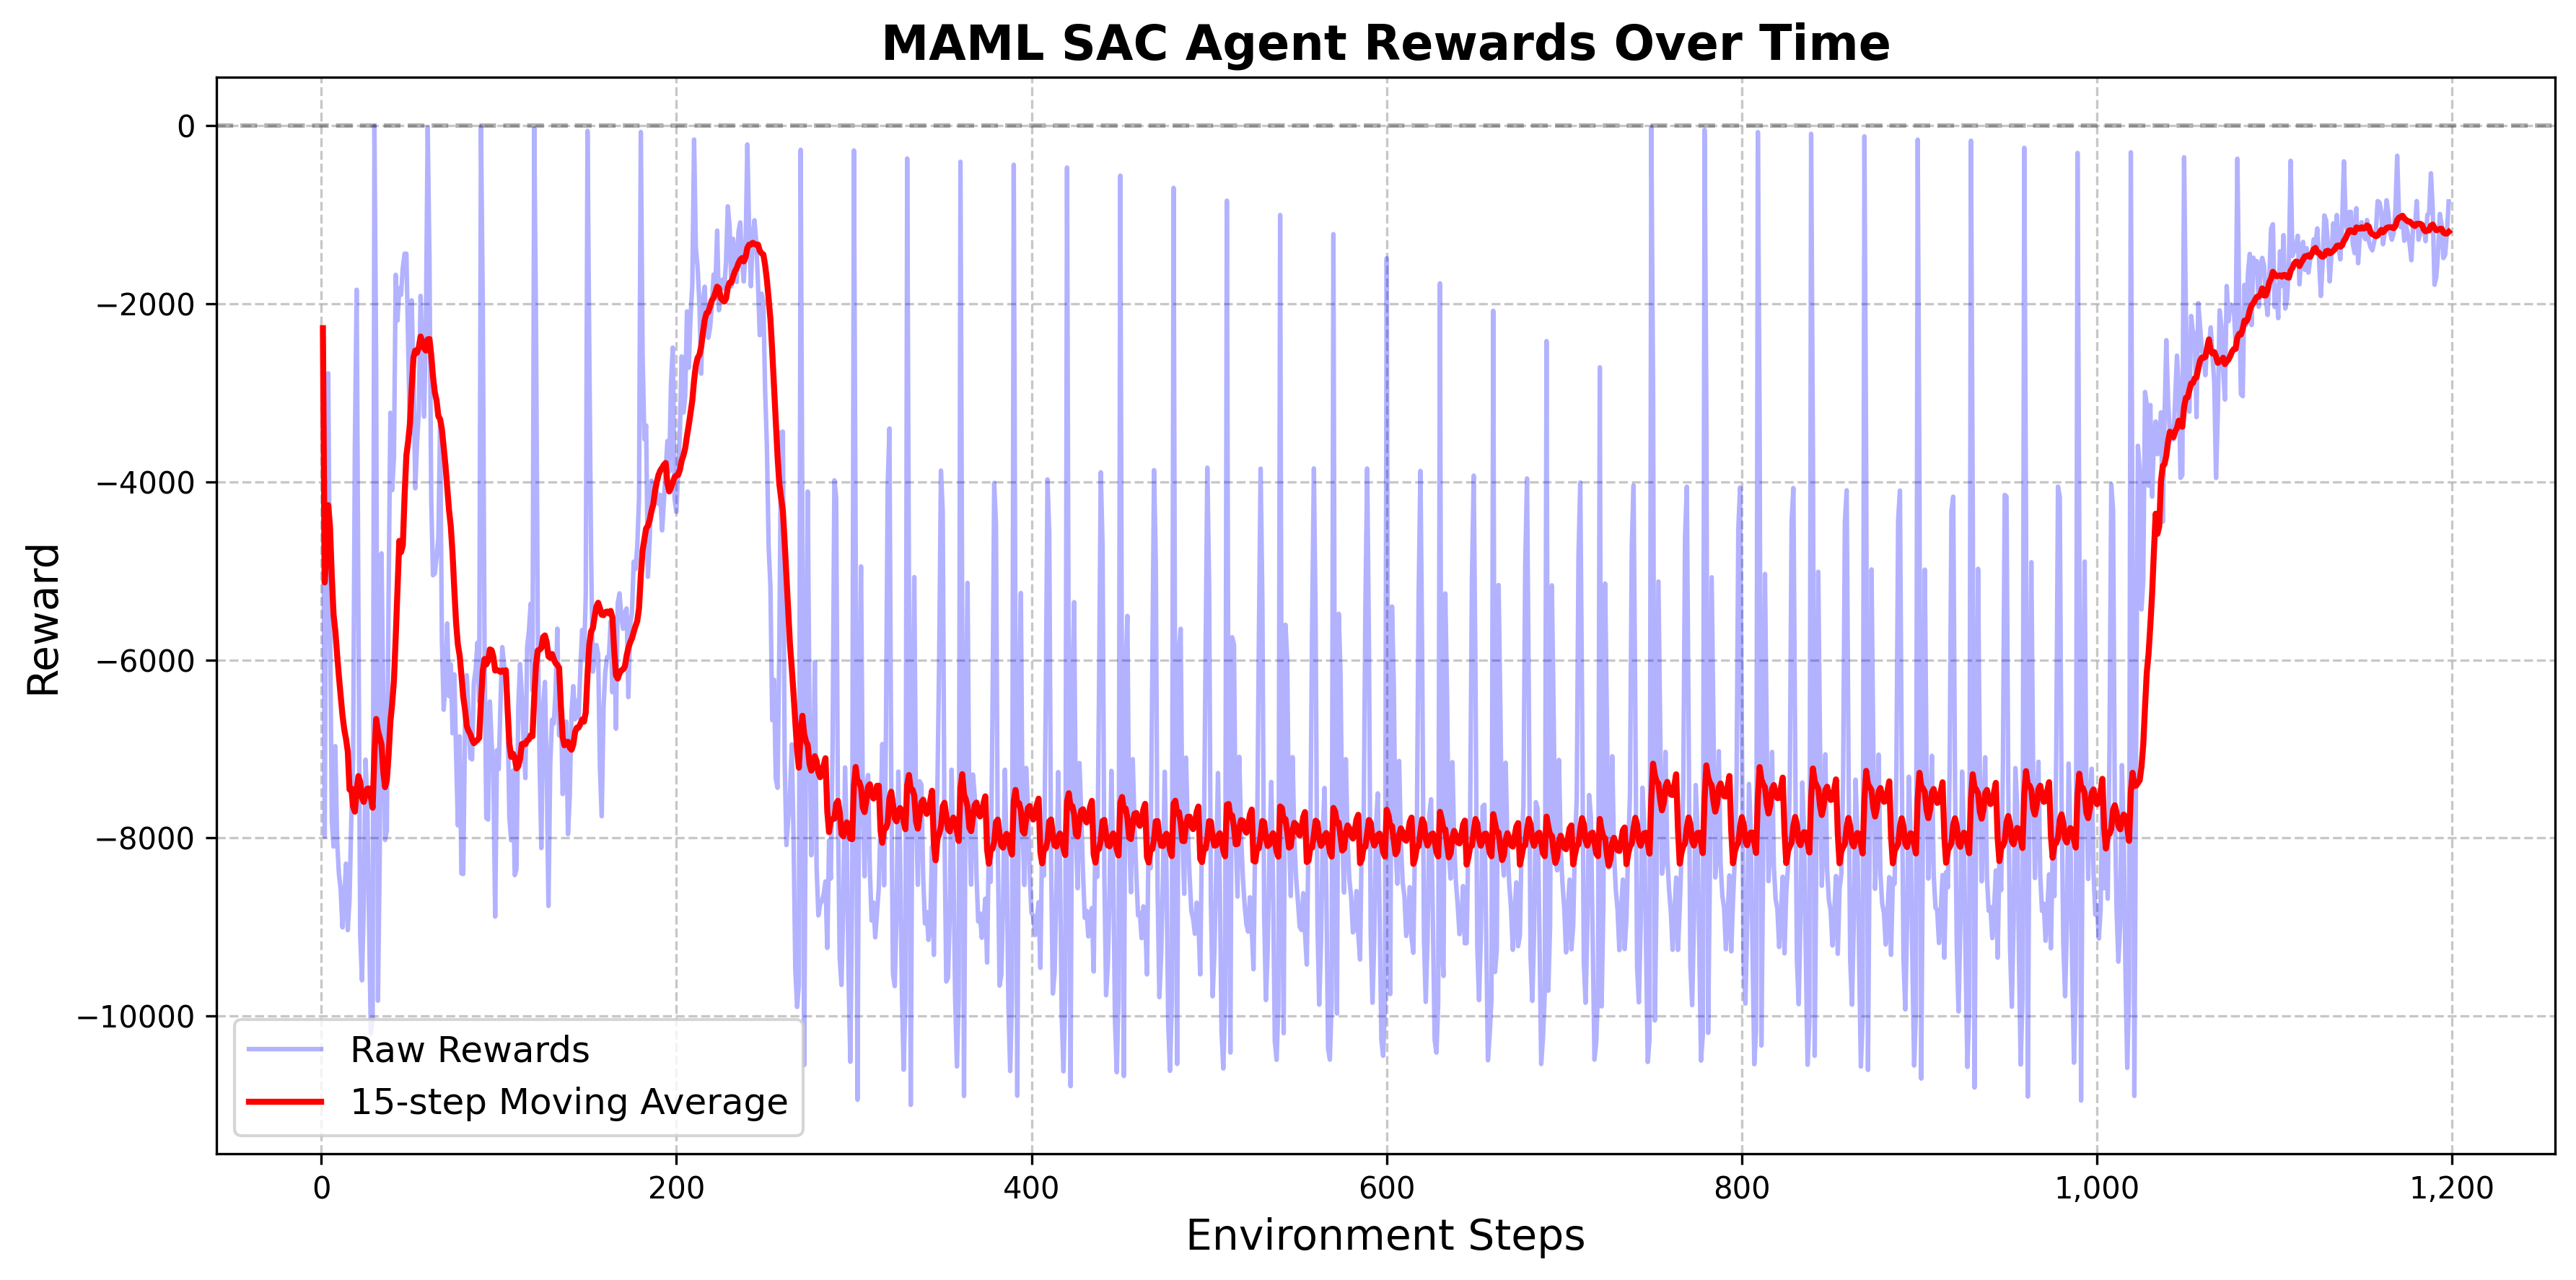 MAML SAC Agent Rewards Over Time
Reward
0
−2000
−4000
−6000
−8000
−10000
Raw Rewards
15-step Moving Average
0
200
400
600
800
1,000
1,200
Environment Steps